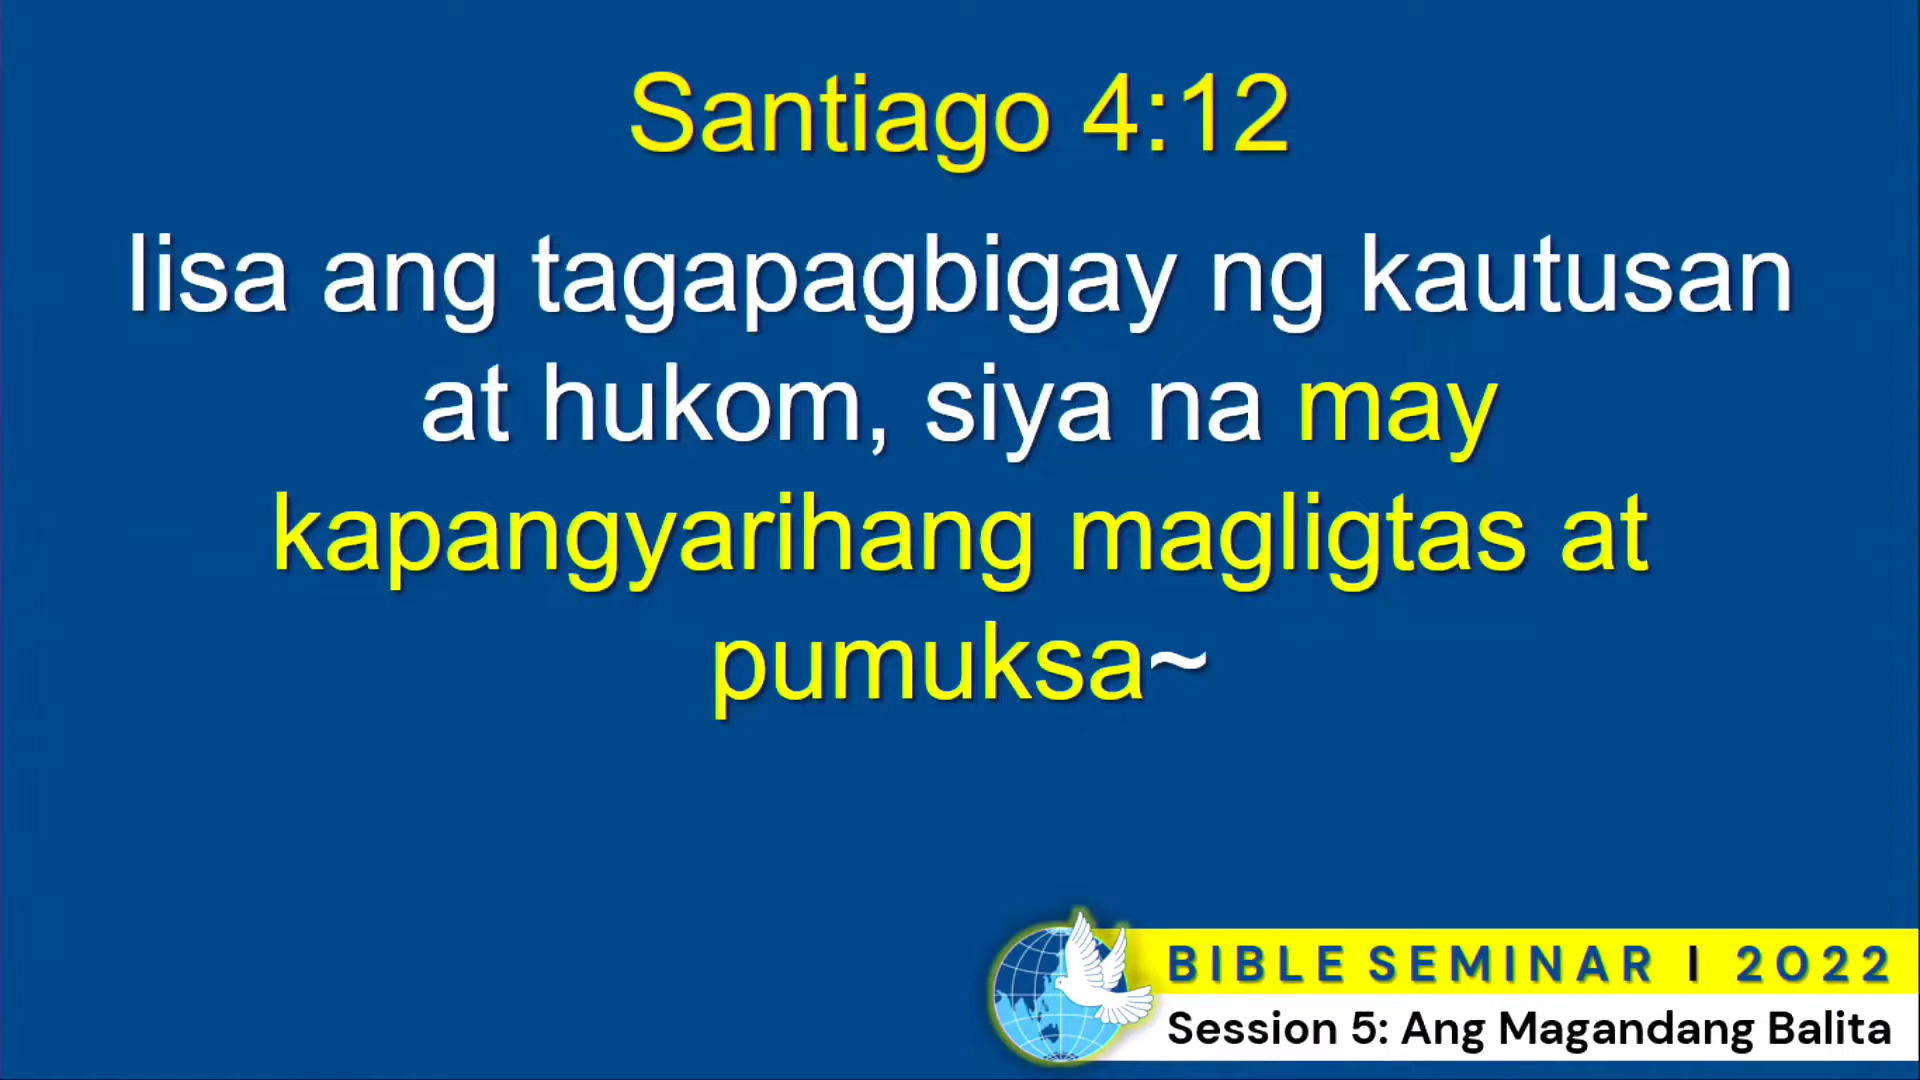 Santiago 4:12
Iisa ang tagapagbigay ng kautusan
at hukom, siya na may
kapangyarihang magligtas at
pumuksa~
BIBLE SEMINAR | 2022
Session 5: Ang Magandang Balita